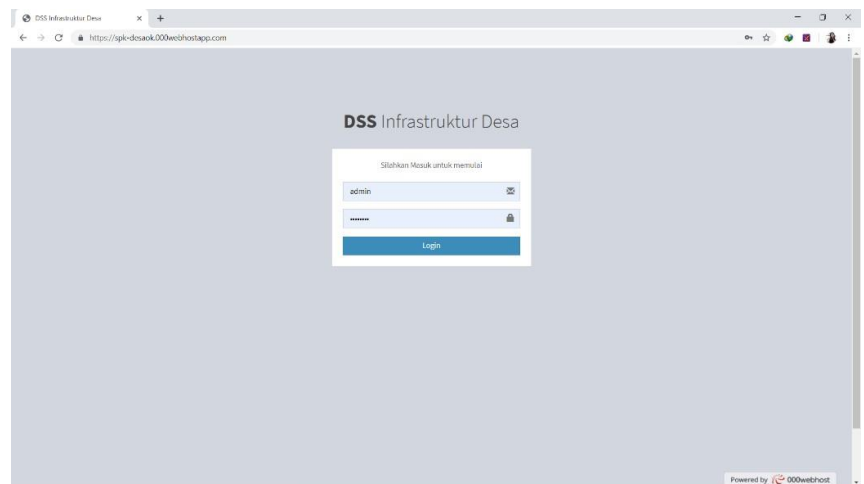 DSS Infrastruktur Desa
https://spk-desaok.000webhostapp.com
DSS Infrastruktur Desa
Silahkan Masuk untuk memulai
admin
Login
Powered by 000webhost